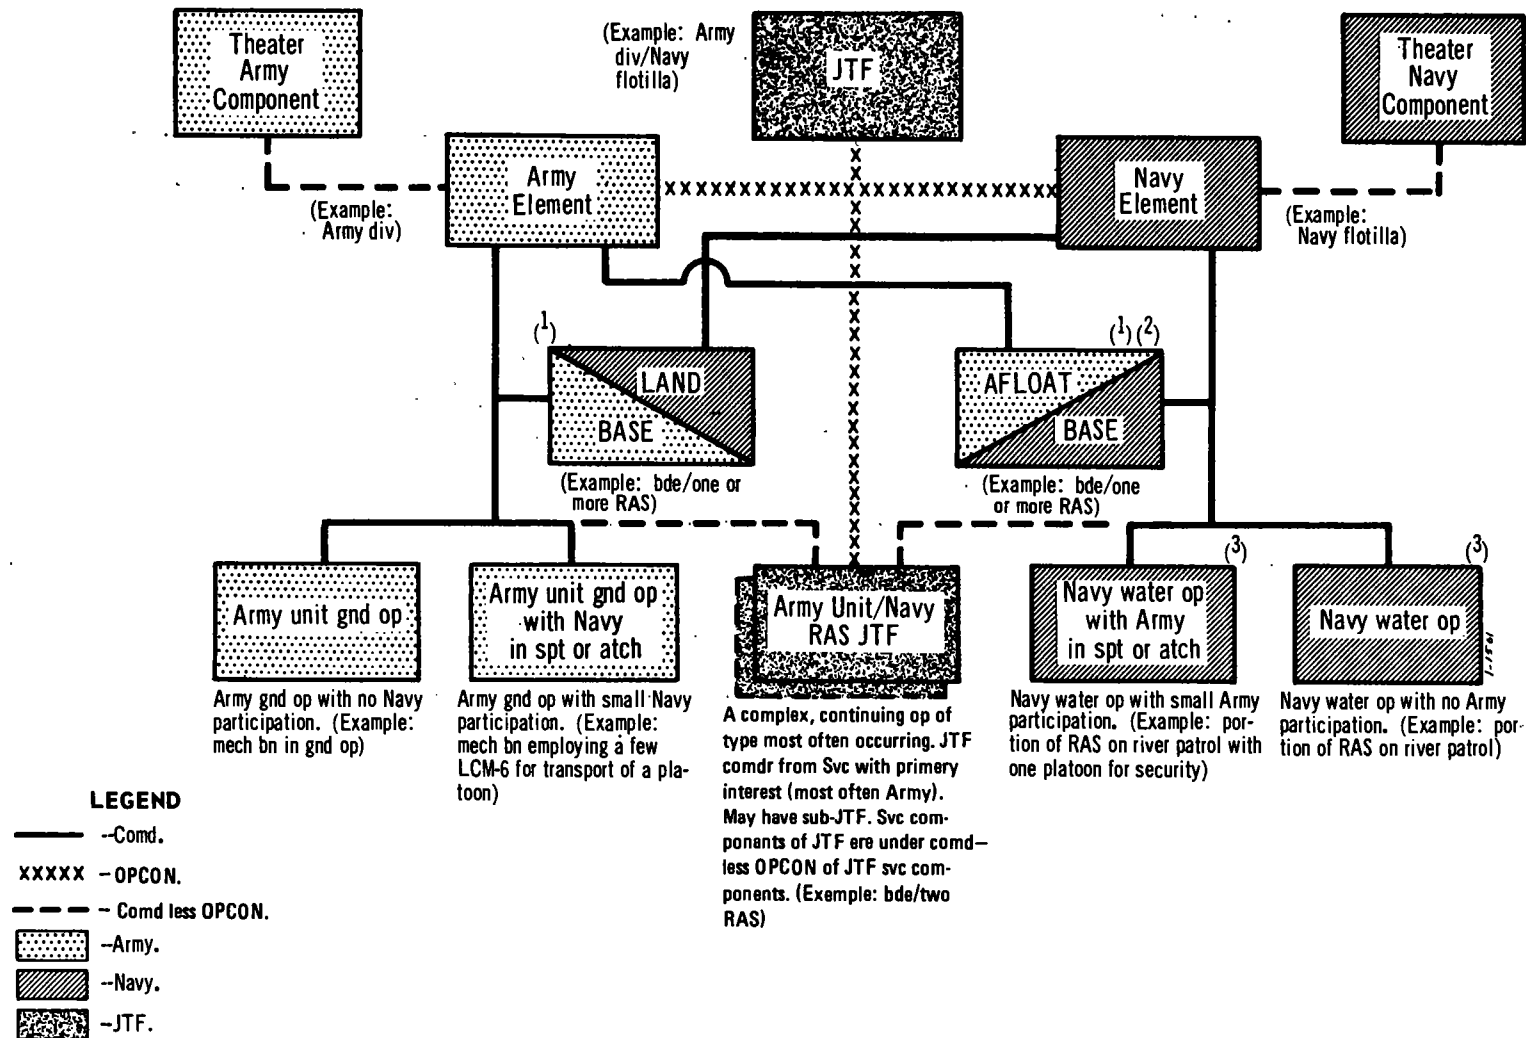 Theater
Army
Component
(Example: Army
div/Navy
flotilla)
JTF
Theater
Navy
Component
Army
Element
Navy
Element
(Example:
Army div)
(Example:
Navy flotilla)
xxxxxxxxxxxxxxxxx
(1)
LAND
BASE
(Example: bde/one or
more RAS)
(1) (2)
AFLOAT
BASE
(Example: bde/one
or more RAS)
Army unit gnd op
Army gnd op with no Navy
participation. (Example:
mech bn in gnd op)
Army unit gnd op
with Navy
in spt or atch
Army gnd op with small Navy
participation. (Example:
mech bn employing a few
LCM-6 for transport of a pla-
toon)
Army Unit/Navy
RAS JTF
A complex, continuing op of
type most often occurring. JTF
comdr from Svc with primery
interest (most often Army).
May have sub-JTF. Svc com-
ponents of JTF ere under comd—
less OPCON of JTF svc com-
ponents. (Exemple: bde/two
RAS)
(3)
Navy water op
with Army
in spt or atch
Navy water op with small Army
participation. (Example: por-
tion of RAS on river patrol with
one platoon for security)
(3)
Navy water op
1951-1
Navy water op with no Army
participation. (Example: por-
tion of RAS on river patrol)
LEGEND
--Comd.
xxxxx - OPCON.
- Comd less OPCON.
--Army.
--Navy.
--JTF.